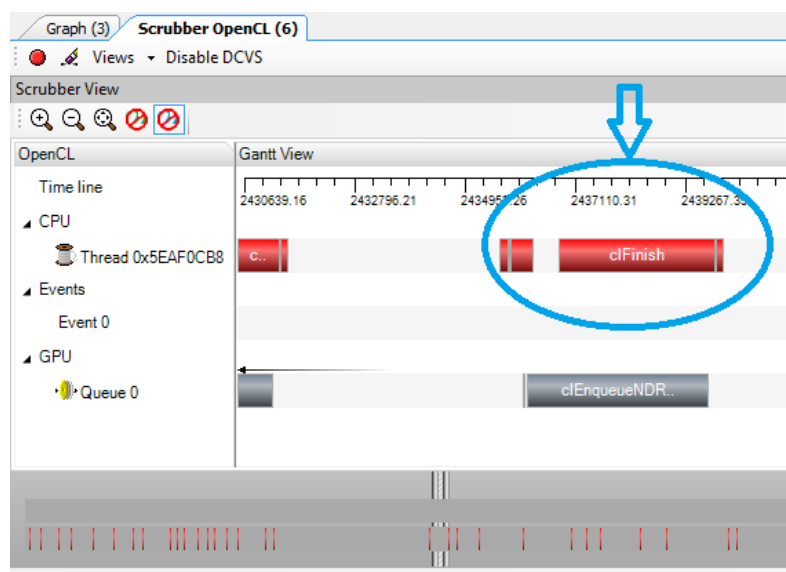 Graph (3) Scrubber OpenCL (6)
Views Disable DCVS
Scrubber View
OpenCL Gantt View
Time line 2430639.16 2432796.21 2437110.31
CPU
Thread 0x5EAF0CB8 c.. clFinish
Events
Event 0
GPU
Queue 0 clEnqueueNDR..